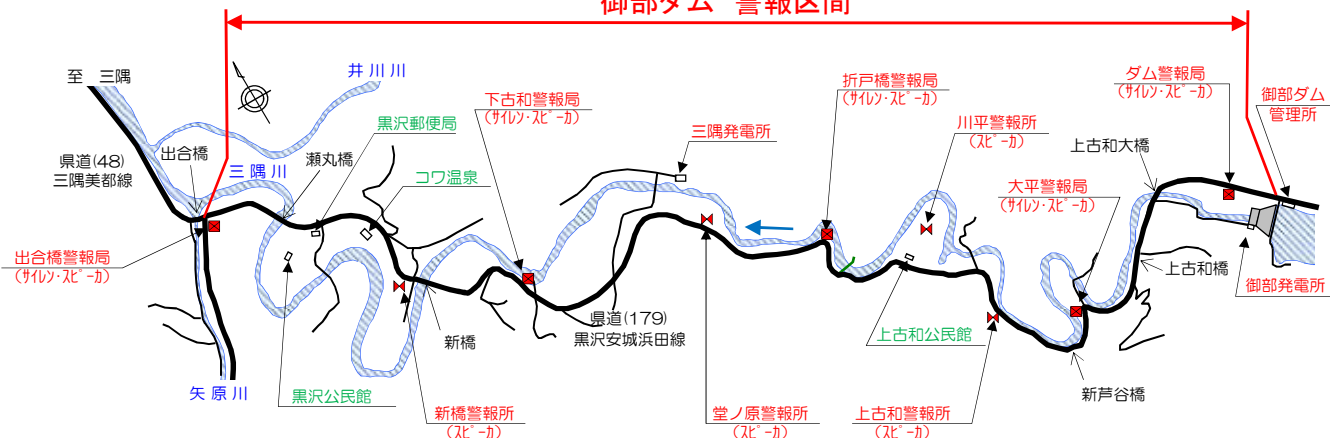 御部ダム 警報区間
至 三隅
井川川
折戸橋警報局
(サイレン・スピーカ)
ダム警報局
(サイレン・スピーカ)
御部ダム
管理所
下古和警報局
(サイレン・スピーカ)
黒沢郵便局
三隅発電所
川平警報所
(スピーカ)
上古和大橋
県道(48)
三隅美都線
出合橋
三隅川
瀬丸橋
コワ温泉
大平警報局
(サイレン・スピーカ)
出合橋警報局
(サイレン・スピーカ)
上古和橋
御部発電所
県道(179)
黒沢安城浜田線
新橋
上古和公民館
矢原川
黒沢公民館
新芦谷橋
新橋警報所
(スピーカ)
堂ノ原警報所
(スピーカ)
上古和警報所
(スピーカ)